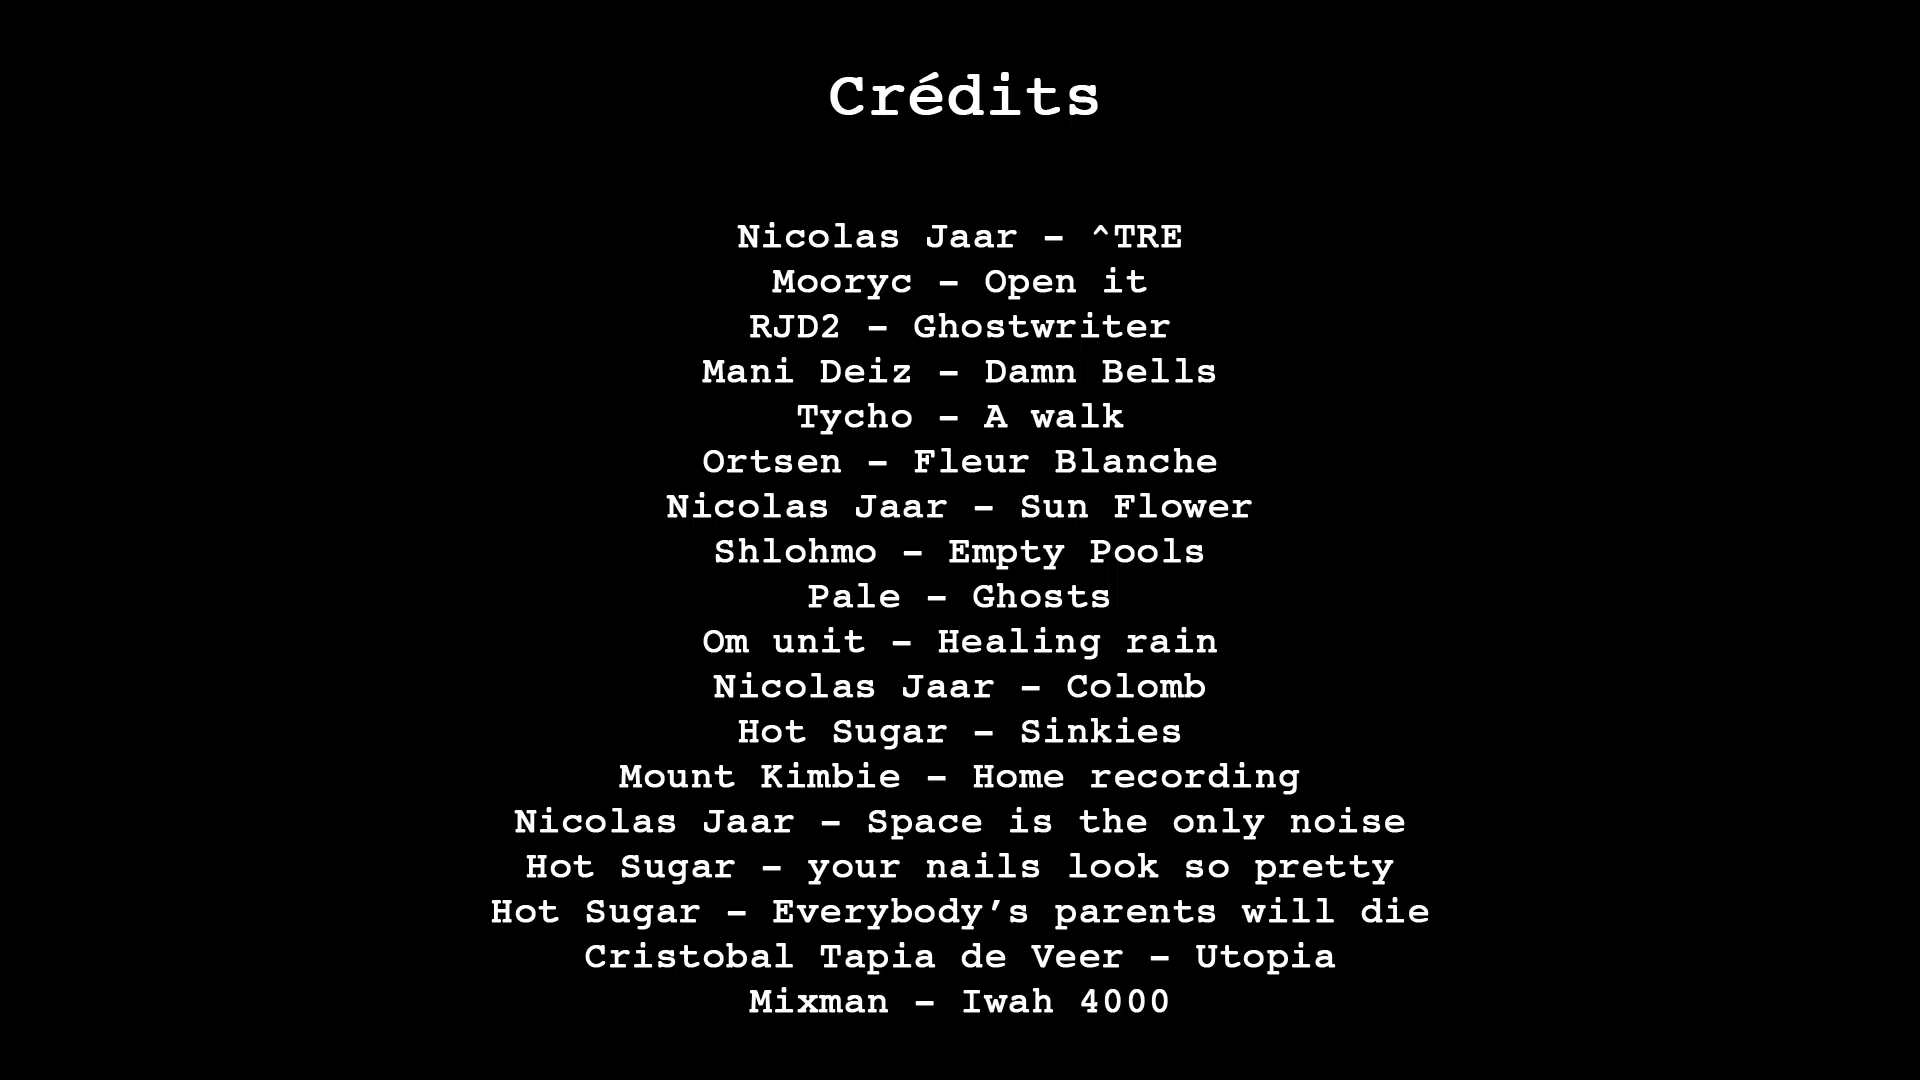 Crédits
Nicolas Jaar – ^TRE
Mooryc – Open it
RJD2 – Ghostwriter
Mani Deiz – Damn Bells
Tycho – A walk
Ortsen – Fleur Blanche
Nicolas Jaar – Sun Flower
Shlohmo – Empty Pools
Pale – Ghosts
Om unit – Healing rain
Nicolas Jaar – Colomb
Hot Sugar – Sinkies
Mount Kimbie – Home recording
Nicolas Jaar – Space is the only noise
Hot Sugar – your nails look so pretty
Hot Sugar – Everybody’s parents will die
Cristobal Tapia de Veer – Utopia
Mixman – Iwah 4000